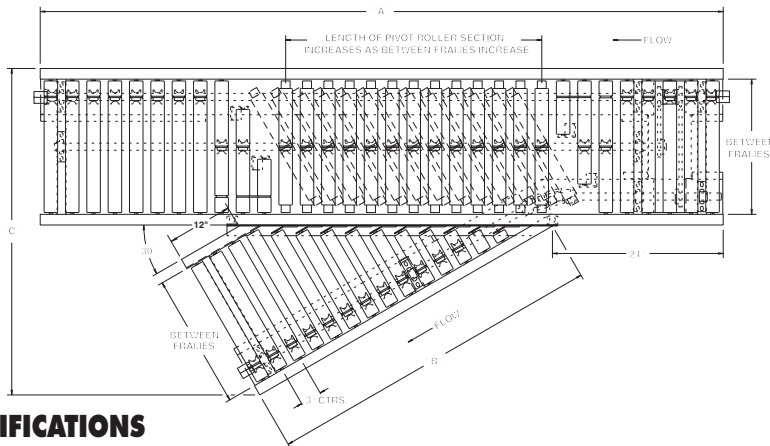 A
LENGTH OF PIVOT ROLLER SECTION
INCREASES AS BETWEEN FRAMES INCREASE
FLOW
BETWEEN
FRAMES
C
12"
30
24
BETWEEN
FRAMES
FLOW
B
3 CTRS
IFICATIONS